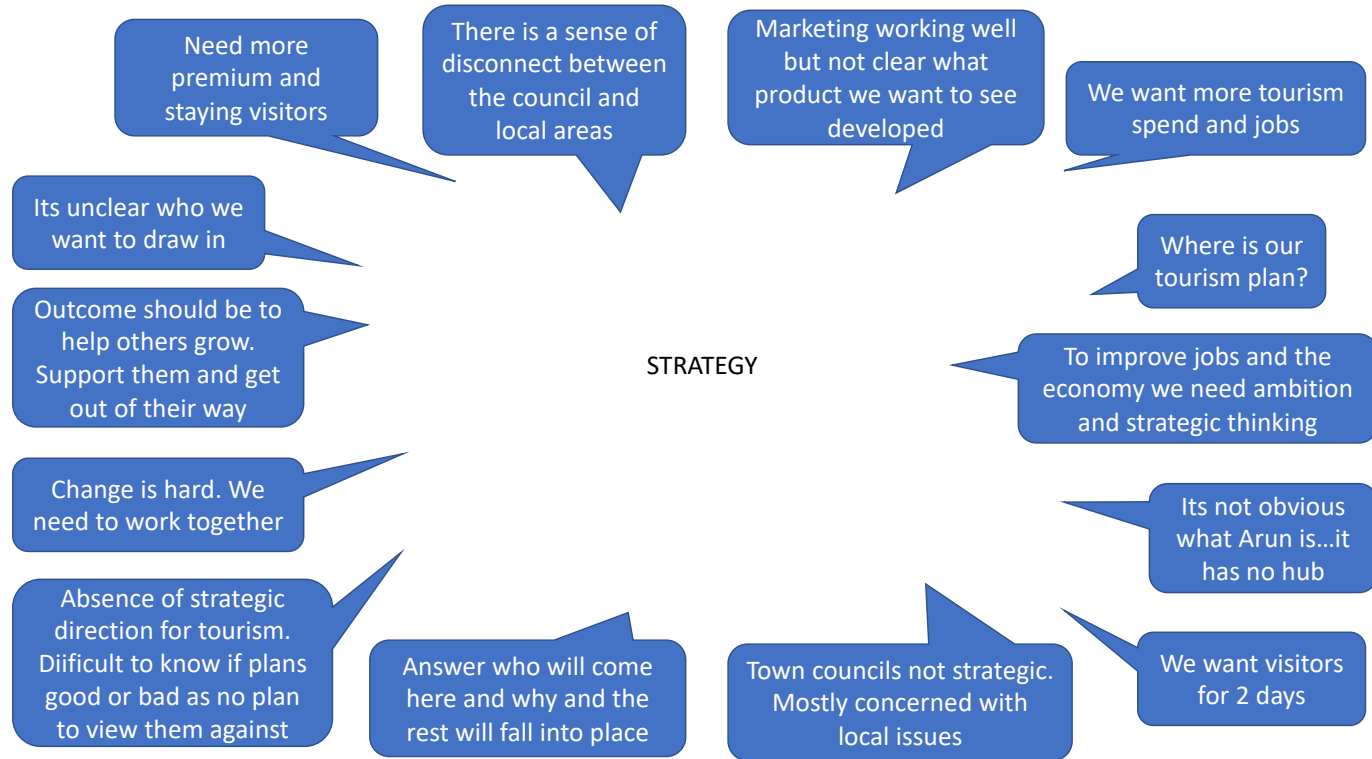 Need more
premium and
staying visitors
There is a sense of
disconnect between
the council and
local areas
Marketing working well
but not clear what
product we want to see
developed
We want more tourism
spend and jobs
Its unclear who we
want to draw in
Where is our
tourism plan?
Outcome should be to
help others grow.
Support them and get
out of their way
STRATEGY
To improve jobs and the
economy we need ambition
and strategic thinking
Change is hard. We
need to work together
Its not obvious
what Arun is...it
has no hub
Absence of strategic
direction for tourism.
Diificult to know if plans
good or bad as no plan
to view them against
Answer who will come
here and why and the
rest will fall into place
Town councils not strategic.
Mostly concerned with
local issues
We want visitors
for 2 days